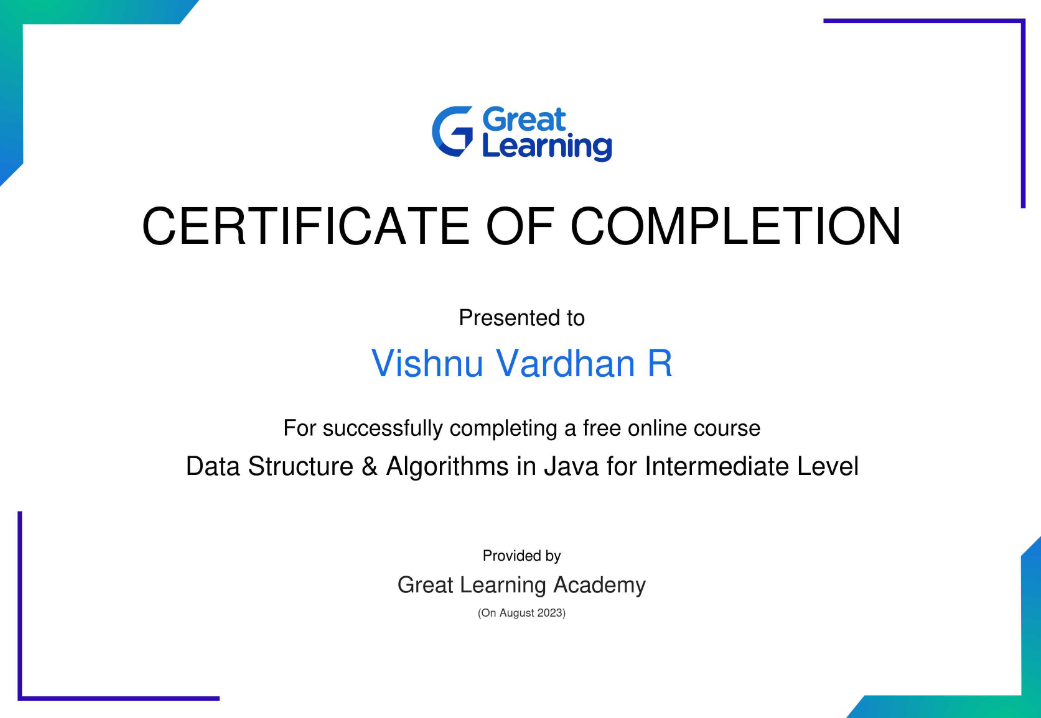 Great
Learning
CERTIFICATE OF COMPLETION
Presented to
Vishnu Vardhan R
For successfully completing a free online course
Data Structure & Algorithms in Java for Intermediate Level
Provided by
Great Learning Academy
(On August 2023)